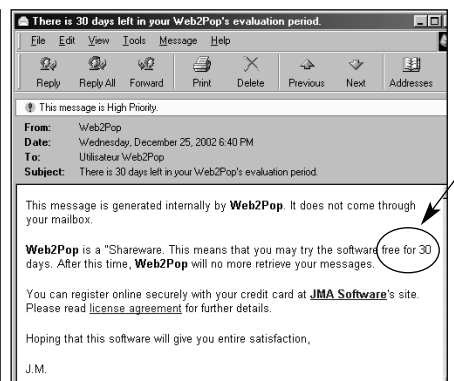 There is 30 days left in your Web2Pop's evaluation period.
File Edit View Tools Message Help
Reply Reply All Forward Print Delete Previous Next Addresses
This message is High Priority.
From: Web2Pop
Date: Wednesday, December 25, 2002 6:40 PM
To: Utilisateur Web2Pop
Subject: There is 30 days left in your Web2Pop's evaluation period.
This message is generated internally by Web2Pop. It does not come through
your mailbox.
Web2Pop is a "Shareware. This means that you may try the software free for 30
days. After this time, Web2Pop will no more retrieve your messages.
You can register online securely with your credit card at JMA Software's site.
Please read license agreement for further details.
Hoping that this software will give you entire satisfaction,
J.M.